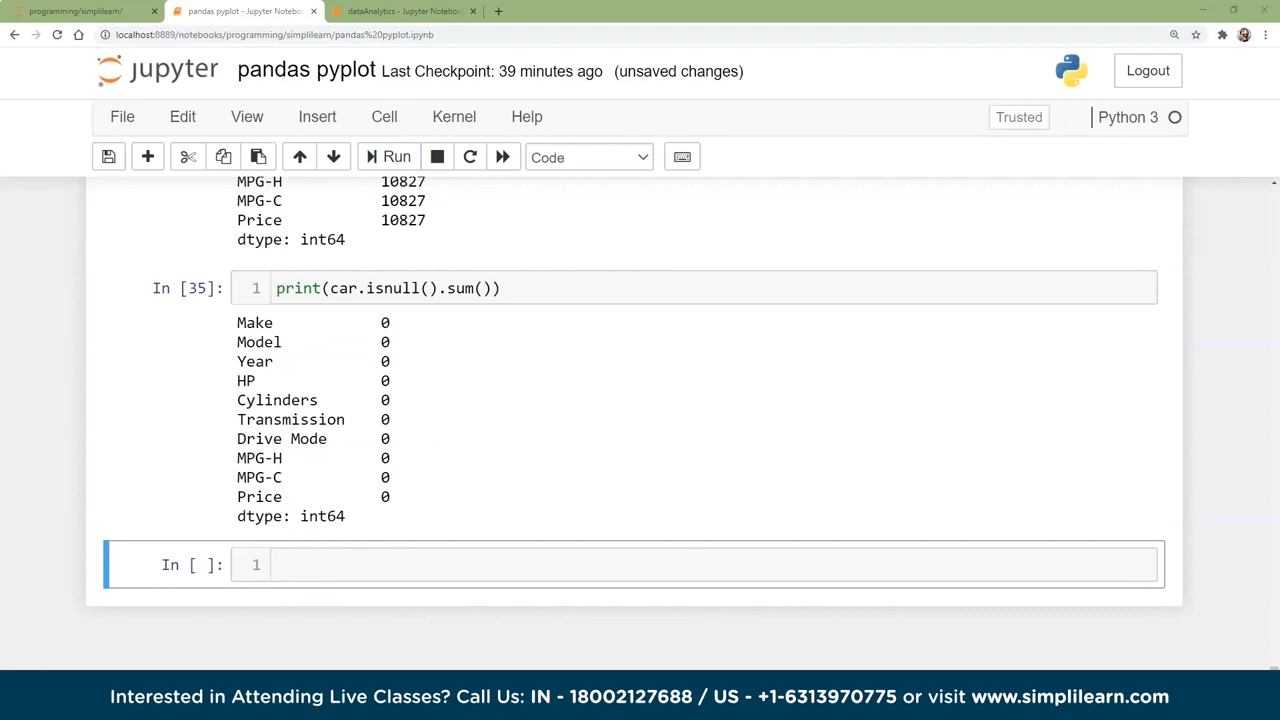 programming/simplilearn/
pandas pyplot - Jupyter Noteboo
dataAnalytics - Jupyter Notebook
localhost:8889/notebooks/programming/simplilearn/pandas%20pyplot.ipynb
jupyter pandas pyplot Last Checkpoint: 39 minutes ago (unsaved changes)
Logout
File Edit View Insert Cell Kernel Help
Trusted
Python 3
Run
Code
MPG-H 10827
MPG-C 10827
Price 10827
dtype: int64
In [35]: 1 print(car.isnull().sum())
Make 0
Model 0
Year 0
HP 0
Cylinders 0
Transmission 0
Drive Mode 0
MPG-H 0
MPG-C 0
Price 0
dtype: int64
In [ ]: 1
Interested in Attending Live Classes? Call Us: IN - 18002127688 / US - +1-6313970775 or visit www.simplilearn.com